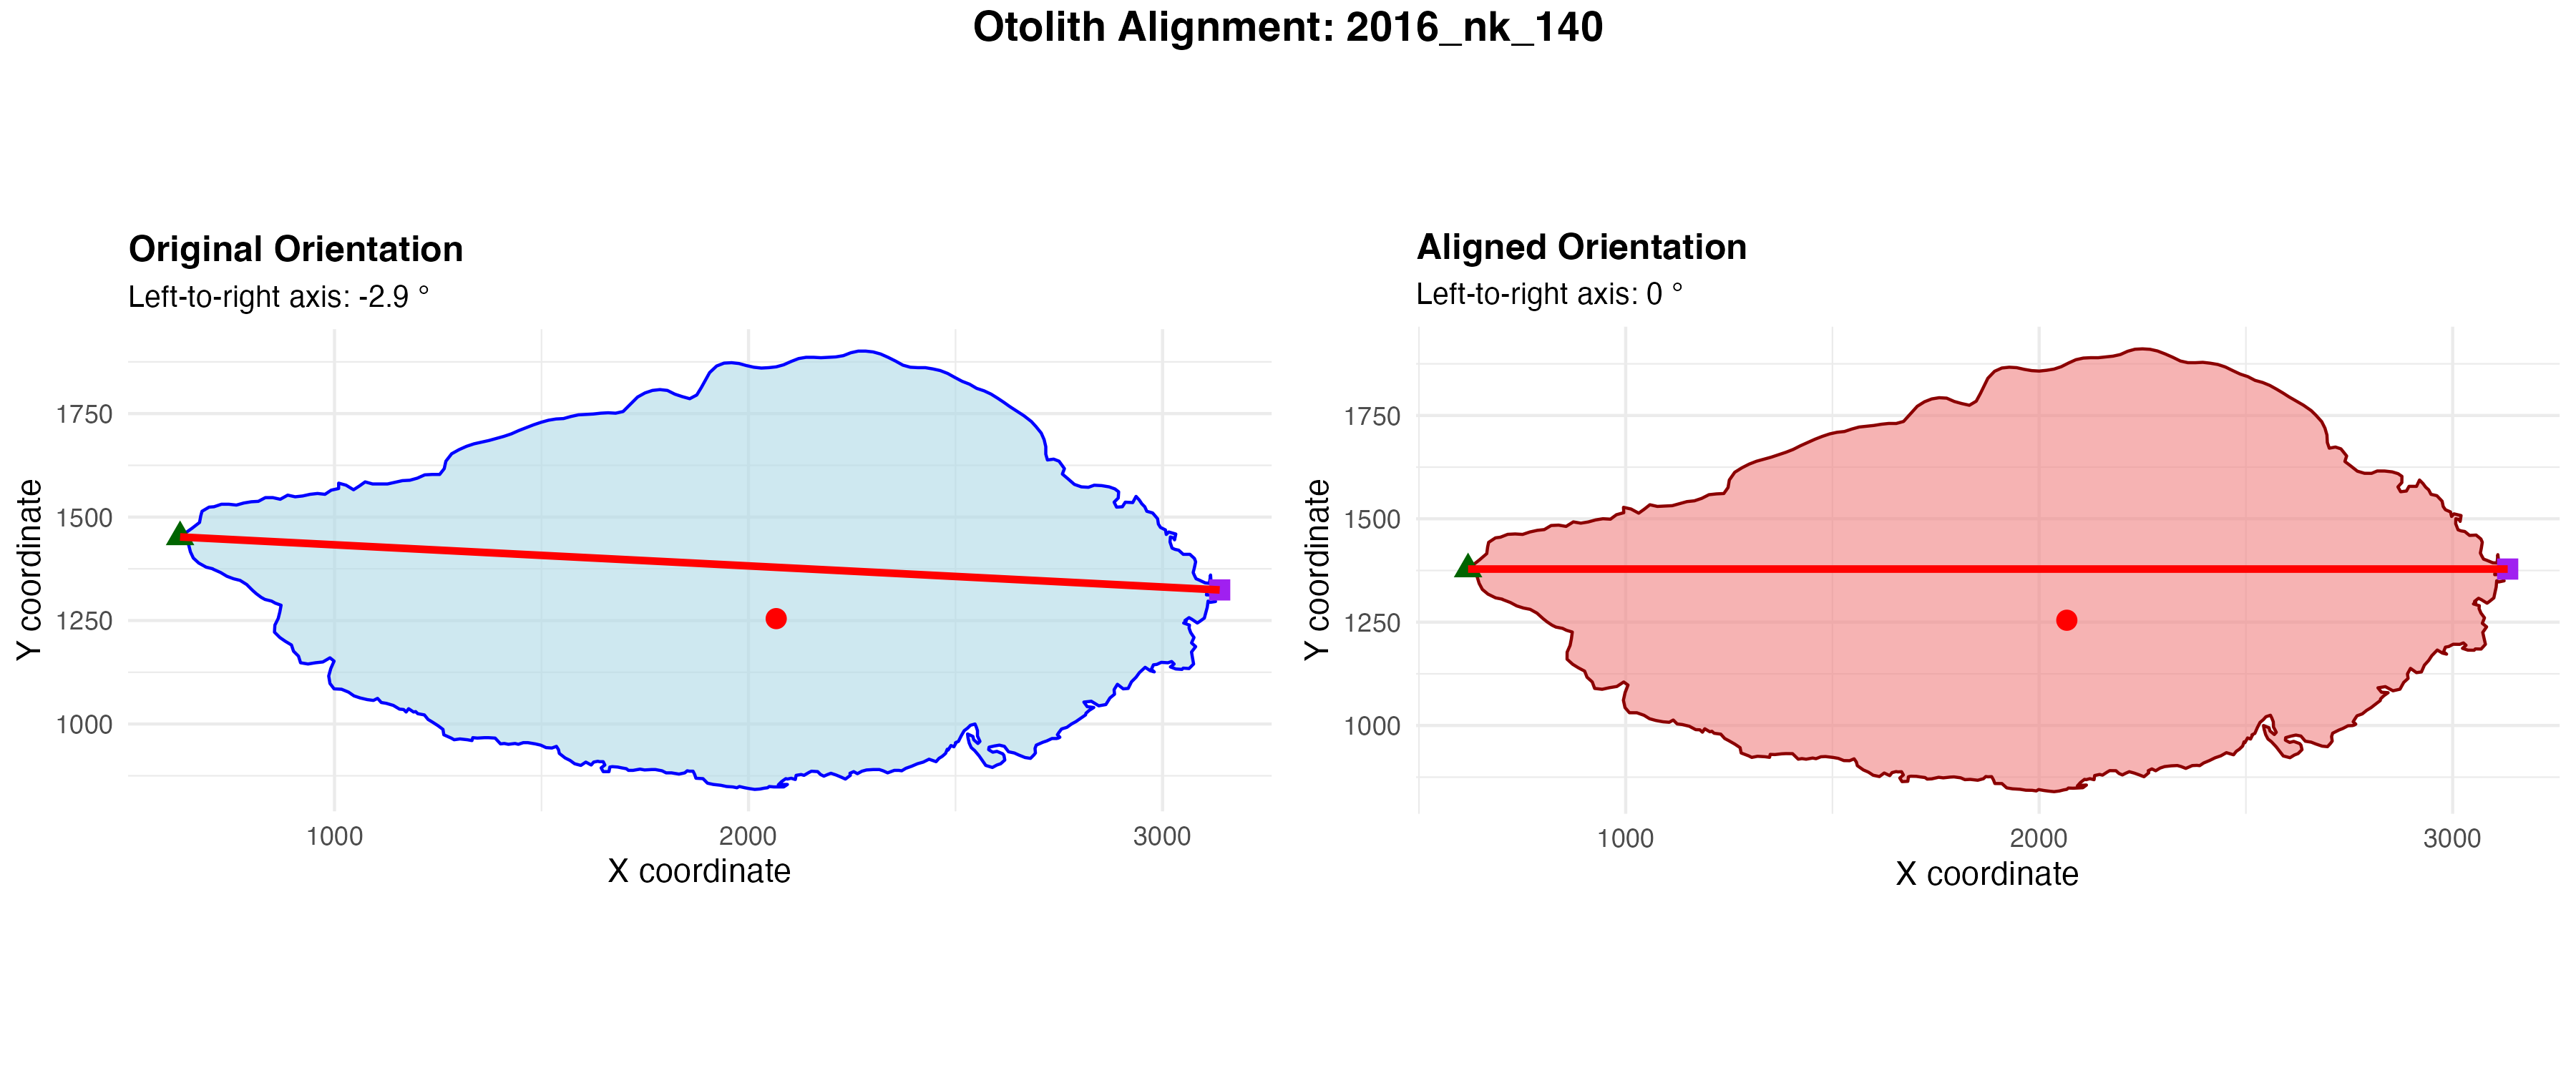 Otolith Alignment: 2016_nk_140
Original Orientation
Left-to-right axis: -2.9 °
Y coordinate
1750
1500
1250
1000
1000 2000 3000
X coordinate
Aligned Orientation
Left-to-right axis: 0 °
Y coordinate
1750
1500
1250
1000
1000 2000 3000
X coordinate